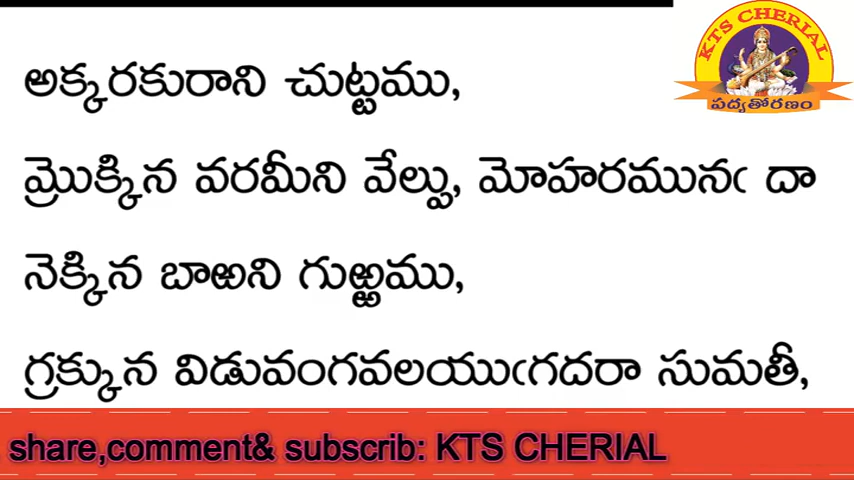 KTS CHERIAL
పద్యతోరణం
అక్కరకురాని చుట్టము,
మ్రొక్కిన వరమీని వేల్పు, మోహరమునఁ దా
నెక్కిన బాఱని గుఱ్ఱము,
గ్రక్కున విడువంగవలయుఁగదరా సుమతీ,
share,comment& subscrib: KTS CHERIAL